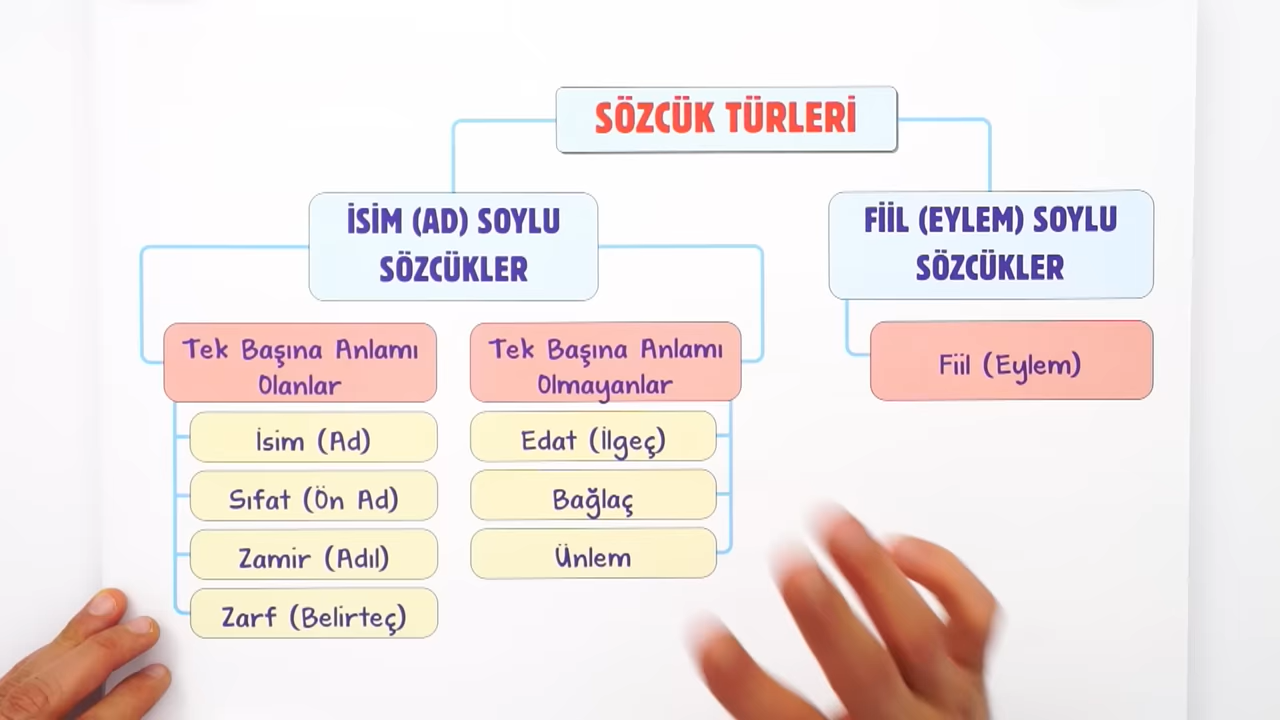 SÖZCÜK TÜRLERİ
İSİM (AD) SOYLU
SÖZCÜKLER
Tek Başına Anlamı
Olanlar
İsim (Ad)
Sıfat (Ön Ad)
Zamir (Adıl)
Zarf (Belirteç)
Tek Başına Anlamı
Olmayanlar
Edat (İlgeç)
Bağlaç
Ünlem
FİİL (EYLEM) SOYLU
SÖZCÜKLER
Fiil (Eylem)